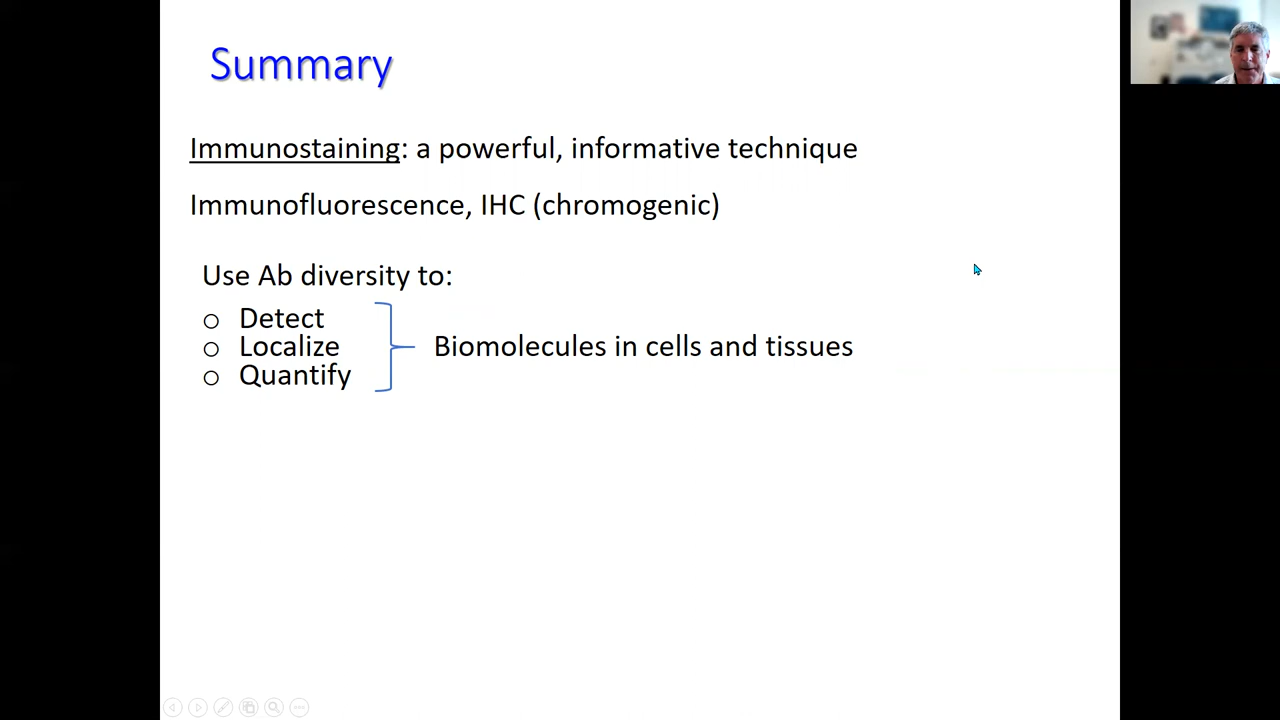 Summary
Immunostaining: a powerful, informative technique
Immunofluorescence, IHC (chromogenic)
Use Ab diversity to:
Detect
Localize
Quantify
Biomolecules in cells and tissues